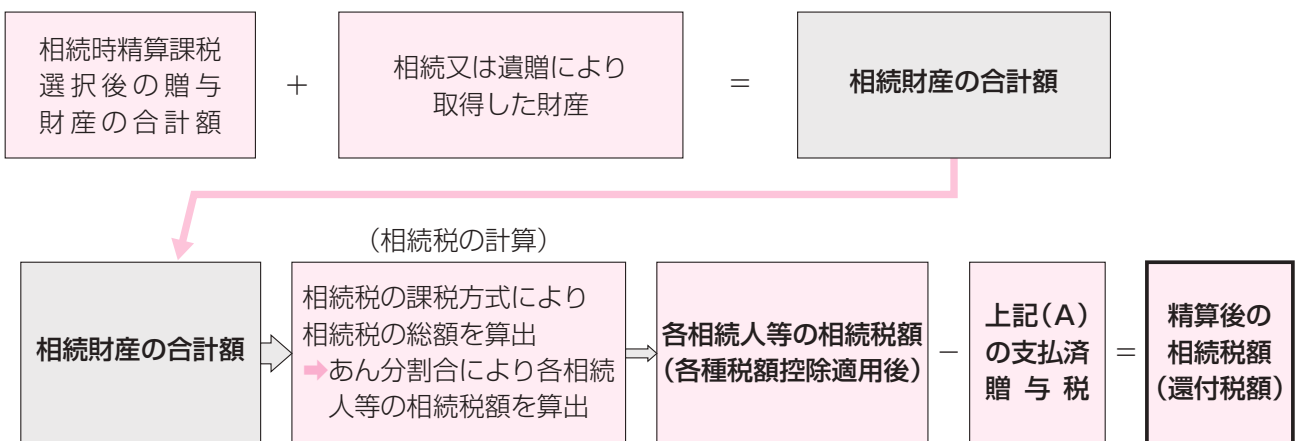 相続時精算課税
選択後の贈与
財産の合計額
＋
相続又は遺贈により
取得した財産
＝
相続財産の合計額
（相続税の計算）
相続財産の合計額
相続税の課税方式により
相続税の総額を算出
➡あん分割合により各相続
人等の相続税額を算出
各相続人等の相続税額
（各種税額控除適用後）
−
上記（A）
の支払済
贈与税
＝
精算後の
相続税額
（還付税額）